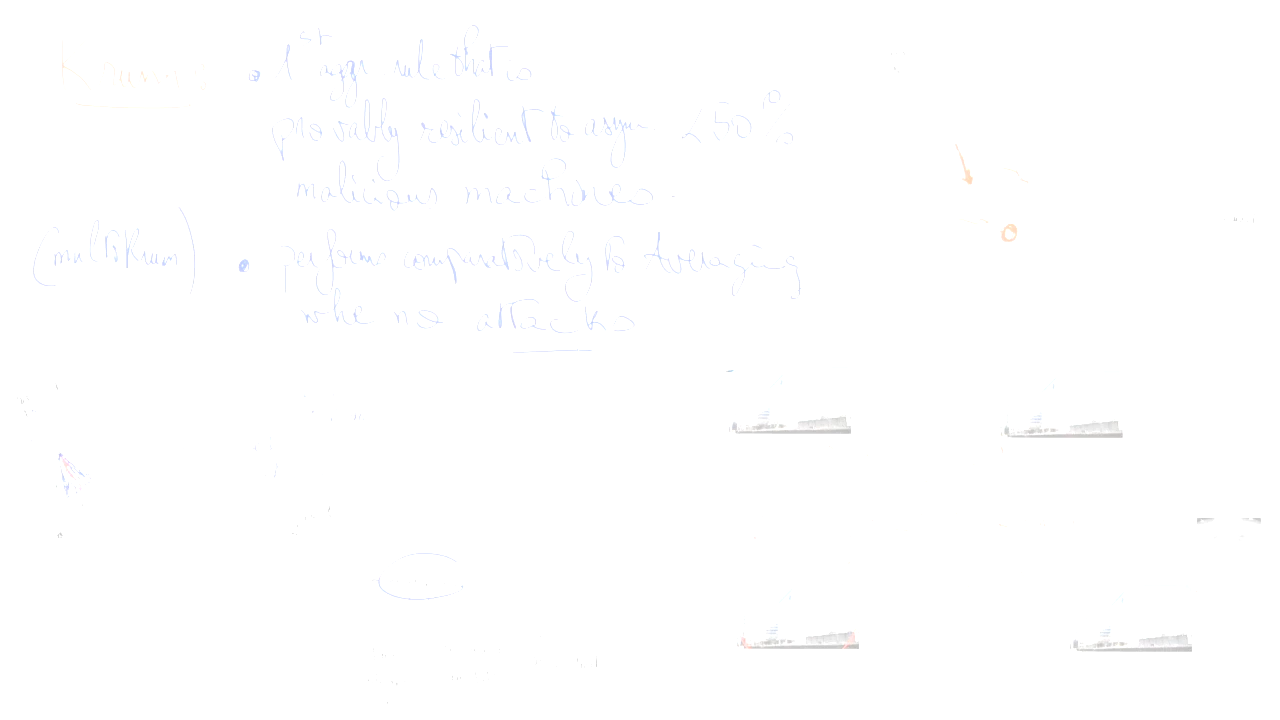 Krum: • 1st aggr rule that is
provably resilient to asym <50%
malicious machines.
(multikrum) • performs comparatively to Averaging
whe no attacks